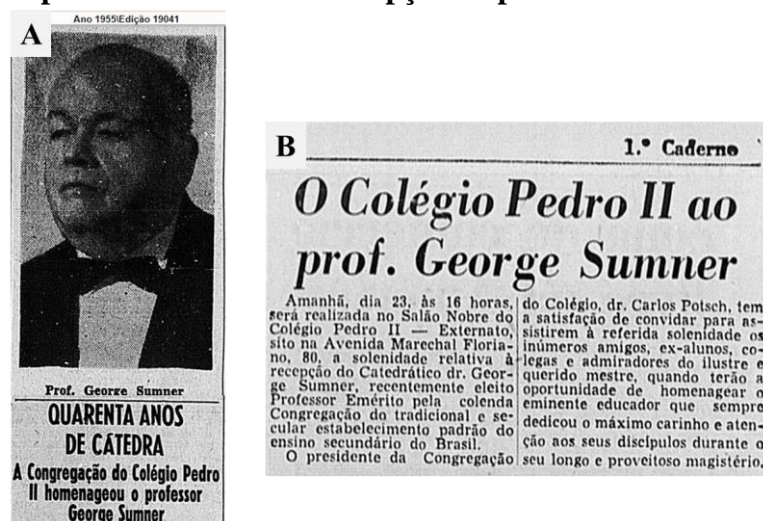 Ano 1955\Edição 19041
A
Prof. George Sumner
QUARENTA ANOS
DE CÁTEDRA
A Congregação do Colégio Pedro
II homenageou o professor
George Sumner
B
1.º Caderno
O Colégio Pedro II ao
prof. George Sumner
Amanhã, dia 23, às 16 horas,
será realizada no Salão Nobre do
Colégio Pedro II — Externato,
sito na Avenida Marechal Floria-
no, 80, a solenidade relativa à
recepção do Catedrático dr. Geor-
ge Sumner, recentemente eleito
Professor Emérito pela colenda
Congregação do tradicional e se-
cular estabelecimento padrão do
ensino secundário do Brasil.
O presidente da Congregação
do Colégio, dr. Carlos Potsch, tem
a satisfação de convidar para as-
sistirem à referida solenidade os
inúmeros amigos, ex-alunos, co-
legas e admiradores do ilustre e
querido mestre, quando terão a
oportunidade de homenagear o
eminente educador que sempre
dedicou o máximo carinho e aten-
ção aos seus discípulos durante o
seu longo e proveitoso magistério.